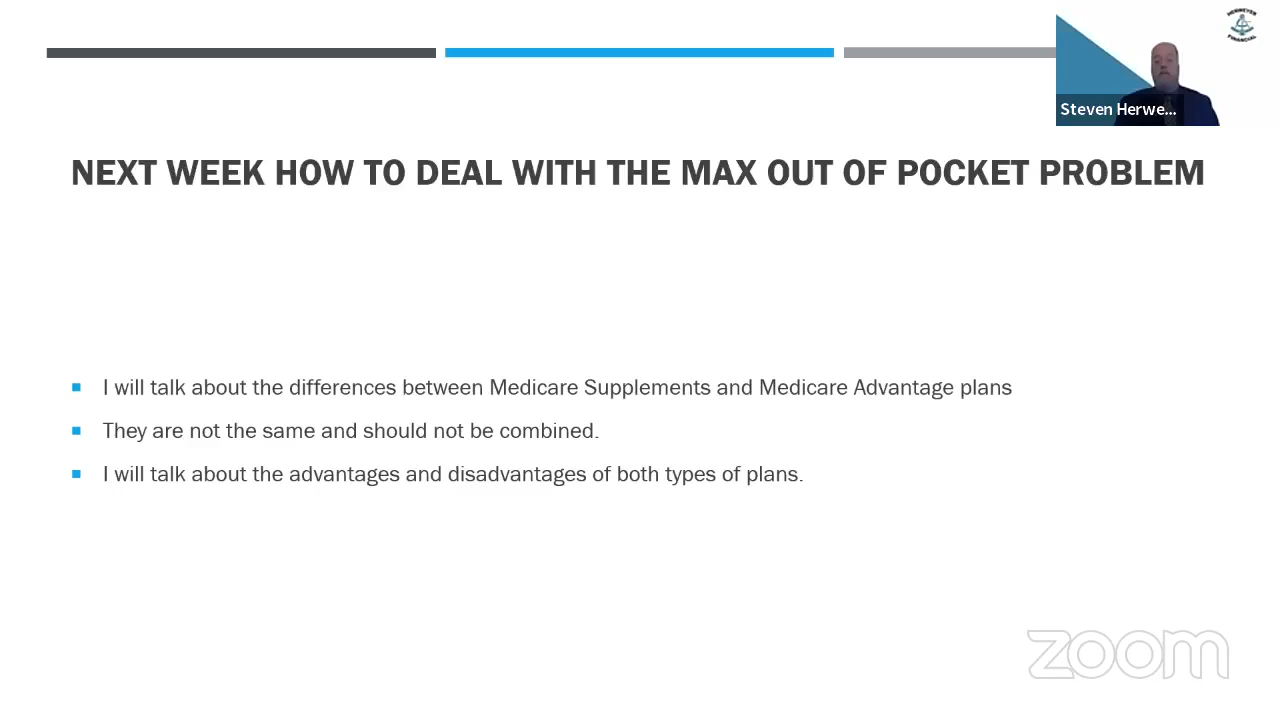 HERMEYER
FINANCIAL
Steven Herwe...
NEXT WEEK HOW TO DEAL WITH THE MAX OUT OF POCKET PROBLEM
I will talk about the differences between Medicare Supplements and Medicare Advantage plans
They are not the same and should not be combined.
I will talk about the advantages and disadvantages of both types of plans.
zoom